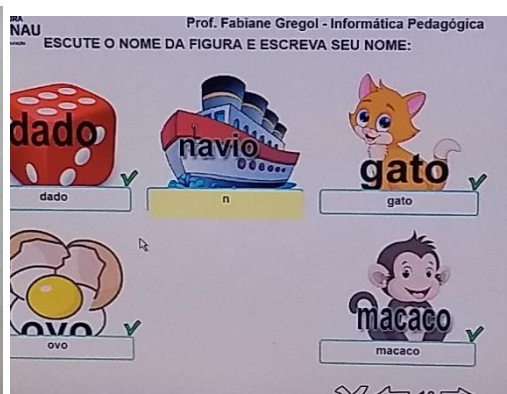 NAU
Prof. Fabiane Gregol - Informática Pedagógica
ESCUTE O NOME DA FIGURA E ESCREVA SEU NOME:
dado
navio
gato
dado
n
gato
ovo
macaco
ovo
macaco